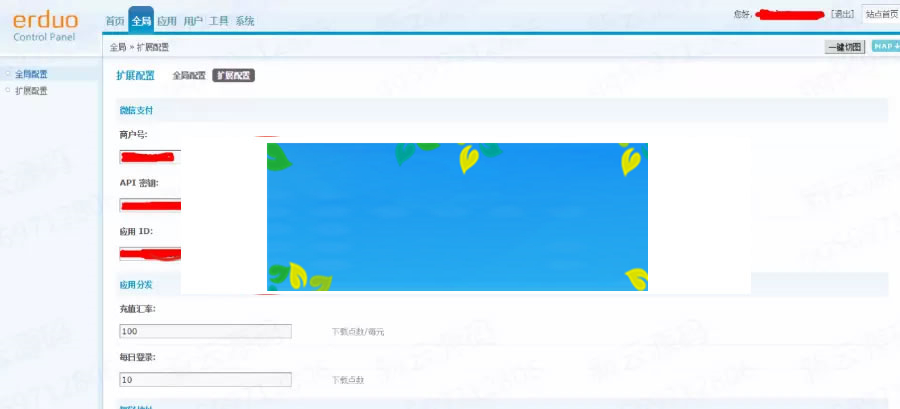 erduo
Control Panel
首页 全局 应用 用户 工具 系统
您好,
[退出]
站点首页
全局 » 扩展配置
一键切图
MAP
全局配置
扩展配置
扩展配置 全局配置 扩展配置
微信支付
商户号:
API 密钥:
应用 ID:
应用分发
充值汇率:
100 下载点数/每元
每日登录:
10 下载点数